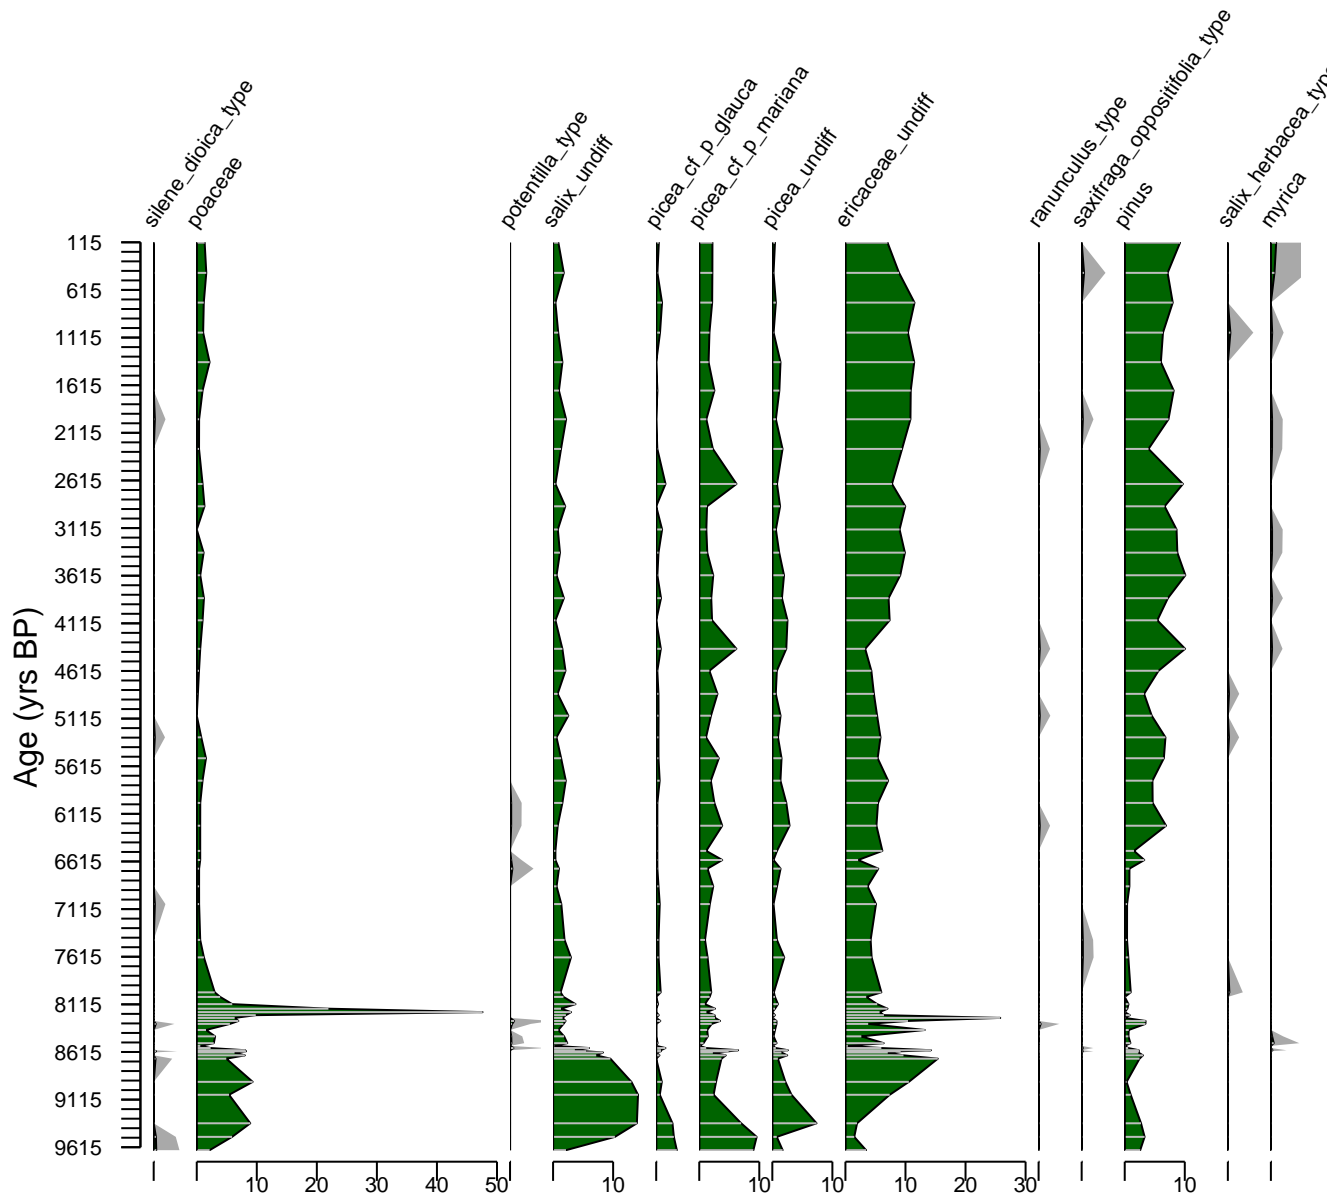 silene_dioica_type
poaceae
potentilla_type
salix_undiff
picea_cf_p_glauca
picea_cf_p_mariana
picea_undiff
ericaceae_undiff
ranunculus_type
saxifraga_oppositifolia_type
pinus
salix_herbacea_type
myrica
Age (yrs BP)
115
615
1115
1615
2115
2615
3115
3615
4115
4615
5115
5615
6115
6615
7115
7615
8115
8615
9115
9615
10 20 30 40 50 10 10 10 10 20 30 10